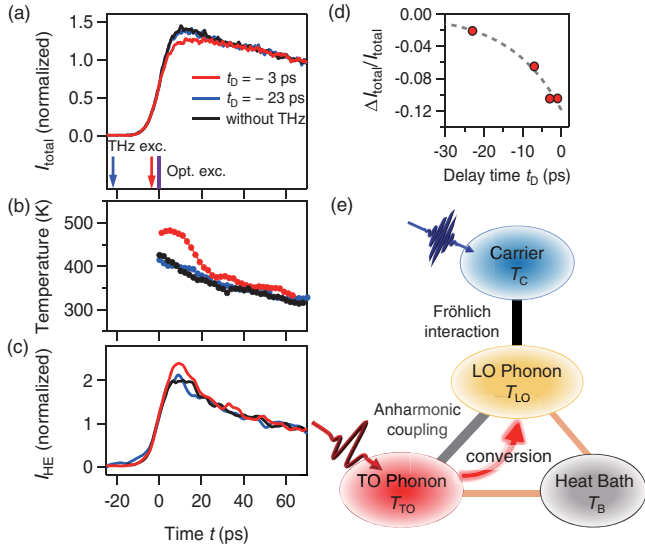 (a)
1.5
1.0
0.5
0.0
I_total (normalized)
t_D = − 3 ps
t_D = − 23 ps
without THz
THz exc.
Opt. exc.
(b)
500
450
400
350
Temperature (K)
(c)
2
1
0
I_HE (normalized)
-20
0
20
40
60
Time t (ps)
(d)
0.00
-0.04
-0.08
-0.12
ΔI_total/I_total
-30
-20
-10
0
Delay time t_D (ps)
(e)
Carrier
T_C
Fröhlich
interaction
LO Phonon
T_LO
Anharmonic
coupling
conversion
TO Phonon
T_TO
Heat Bath
T_B